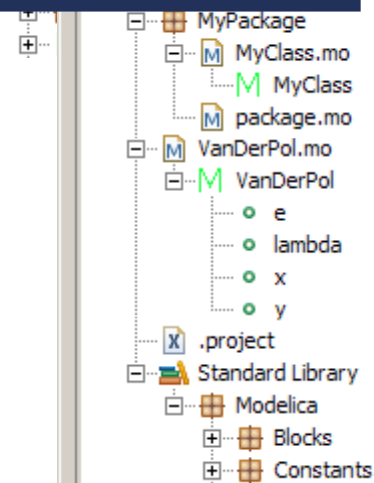 MyPackage
MyClass.mo
MyClass
package.mo
VanDerPol.mo
VanDerPol
e
lambda
x
y
.project
Standard Library
Modelica
Blocks
Constants